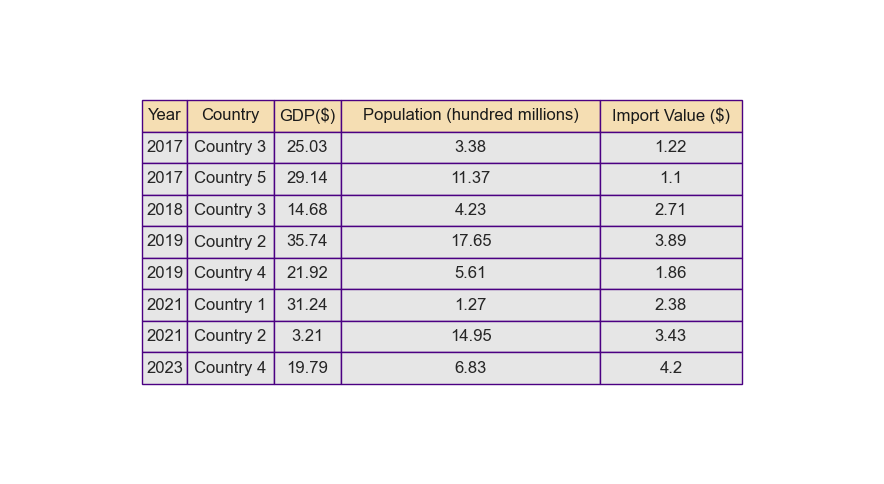 Year Country GDP($) Population (hundred millions) Import Value ($)
2017 Country 3 25.03 3.38 1.22
2017 Country 5 29.14 11.37 1.1
2018 Country 3 14.68 4.23 2.71
2019 Country 2 35.74 17.65 3.89
2019 Country 4 21.92 5.61 1.86
2021 Country 1 31.24 1.27 2.38
2021 Country 2 3.21 14.95 3.43
2023 Country 4 19.79 6.83 4.2